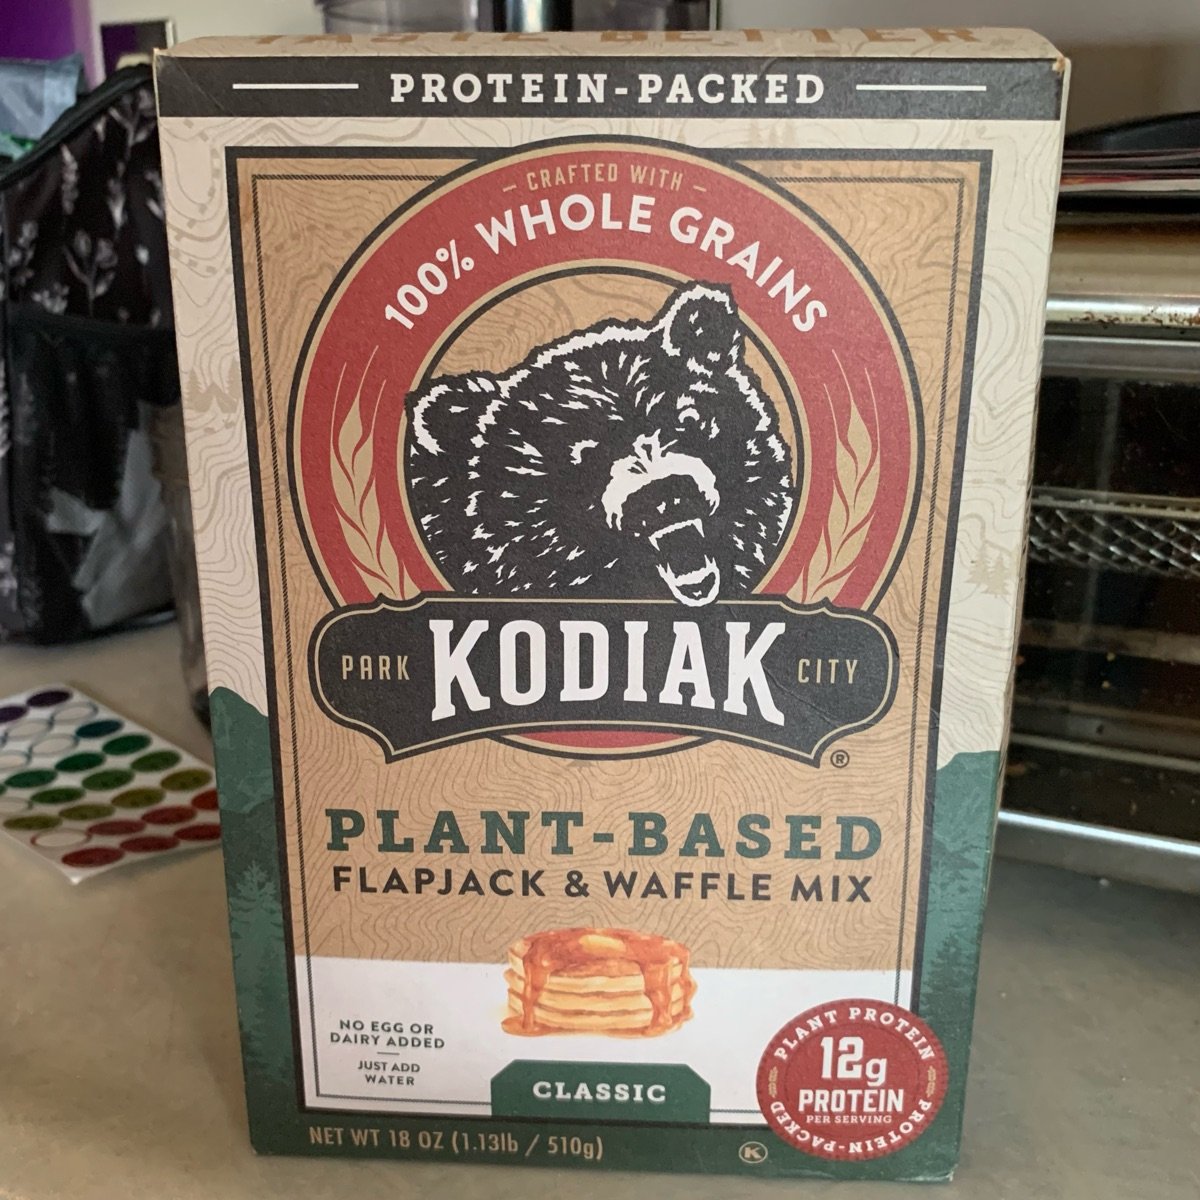 TASTE BETTER
PROTEIN-PACKED
- CRAFTED WITH -
100% WHOLE GRAINS
PARK KODIAK CITY
®
PLANT-BASED
FLAPJACK & WAFFLE MIX
NO EGG OR
DAIRY ADDED
JUST ADD
WATER
CLASSIC
PLANT PROTEIN
12g
PROTEIN
PER SERVING
PROTEIN-PACKED
NET WT 18 OZ (1.13lb / 510g)
K